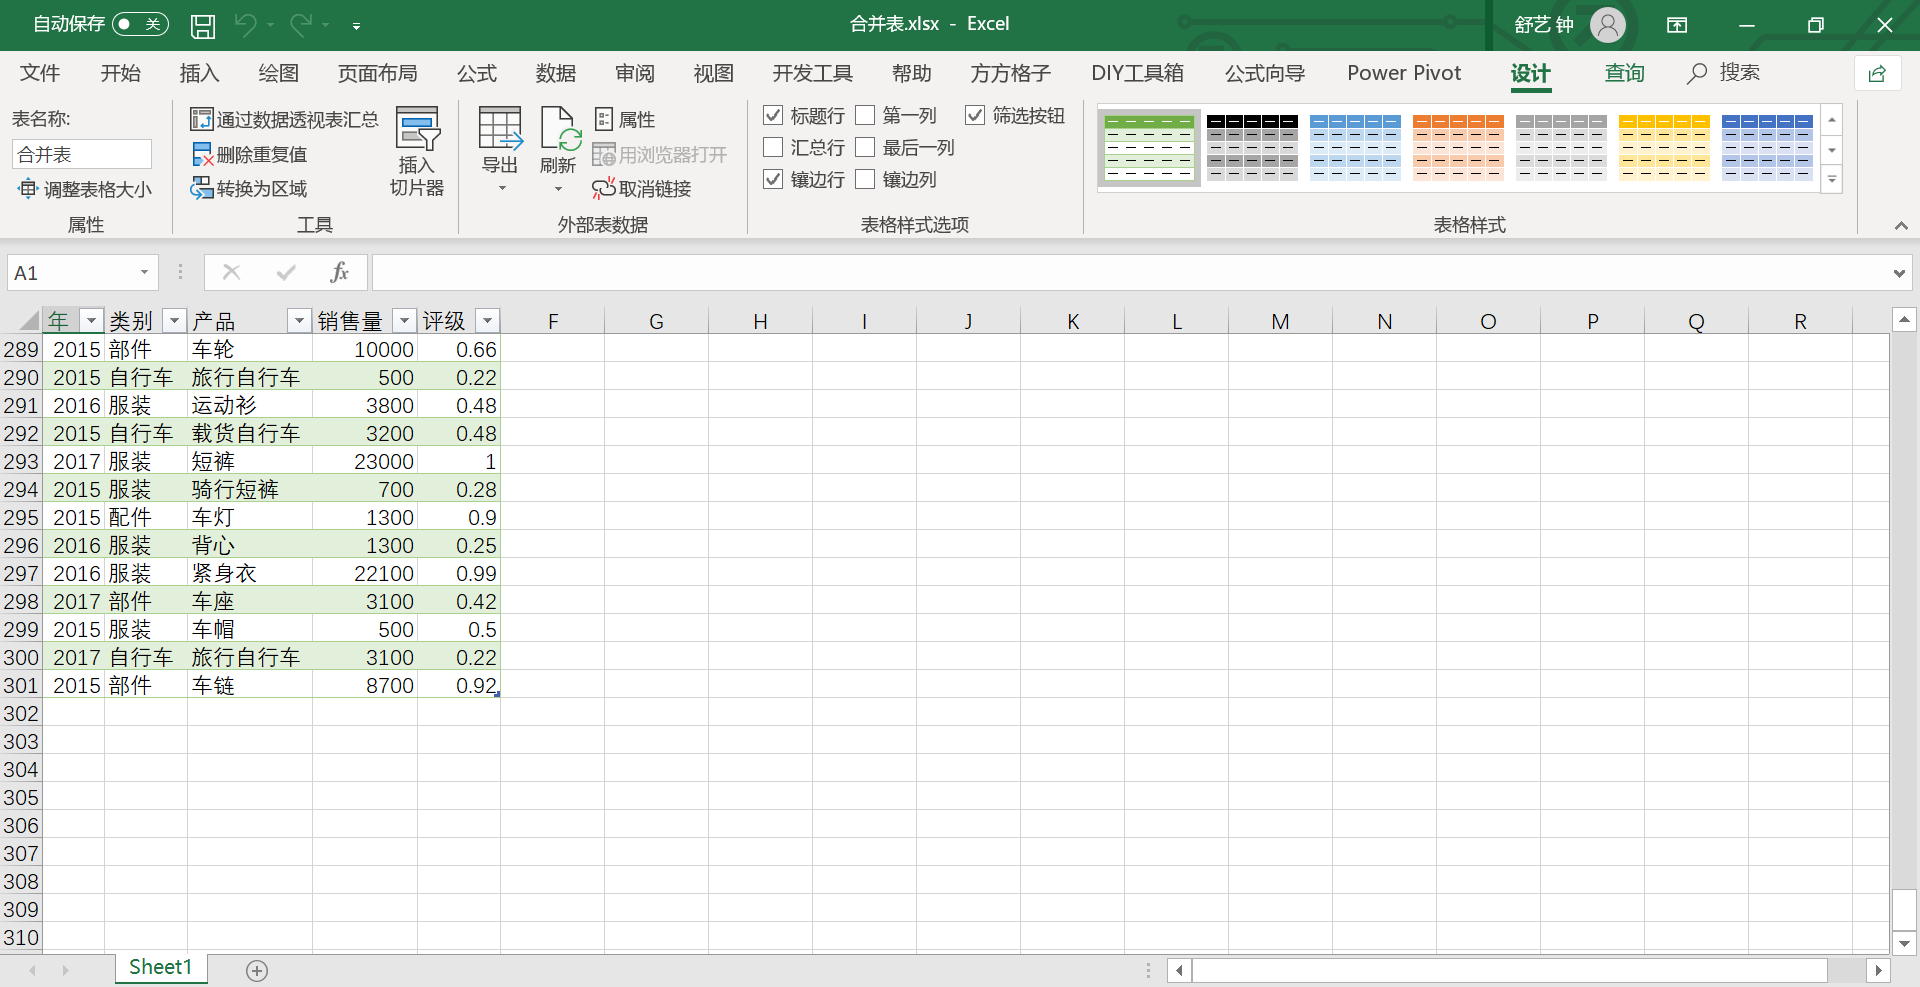 自动保存 关 合并表.xlsx - Excel 舒艺 钟
文件 开始 插入 绘图 页面布局 公式 数据 审阅 视图 开发工具 帮助 方方格子 DIY工具箱 公式向导 Power Pivot 设计 查询 搜索
表名称:
合并表
调整表格大小
属性
通过数据透视表汇总
删除重复值
转换为区域
插入
切片器
工具
导出
刷新
属性
用浏览器打开
取消链接
外部表数据
标题行 第一列 筛选按钮
汇总行 最后一列
镶边行 镶边列
表格样式选项
表格样式
A1 fx
年 类别 产品 销售量 评级 F G H I J K L M N O P Q R
289 2015 部件 车轮 10000 0.66
290 2015 自行车 旅行自行车 500 0.22
291 2016 服装 运动衫 3800 0.48
292 2015 自行车 载货自行车 3200 0.48
293 2017 服装 短裤 23000 1
294 2015 服装 骑行短裤 700 0.28
295 2015 配件 车灯 1300 0.9
296 2016 服装 背心 1300 0.25
297 2016 服装 紧身衣 22100 0.99
298 2017 部件 车座 3100 0.42
299 2015 服装 车帽 500 0.5
300 2017 自行车 旅行自行车 3100 0.22
301 2015 部件 车链 8700 0.92
302
303
304
305
306
307
308
309
310
Sheet1